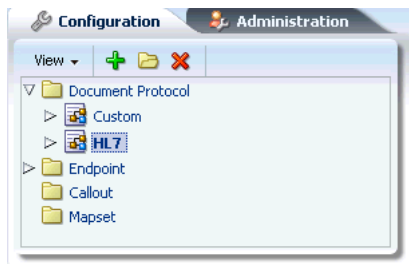 Configuration Administration
View
Document Protocol
Custom
HL7
Endpoint
Callout
Mapset